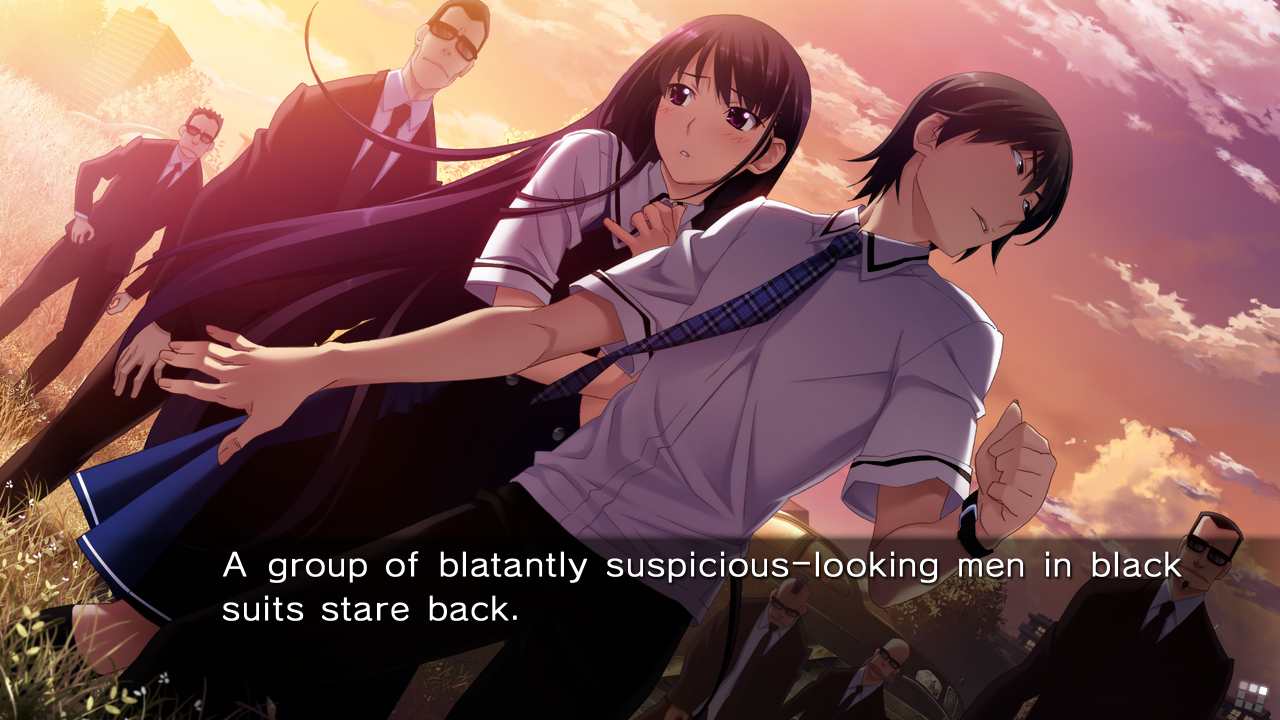 A group of blatantly suspicious-looking men in black
suits stare back.